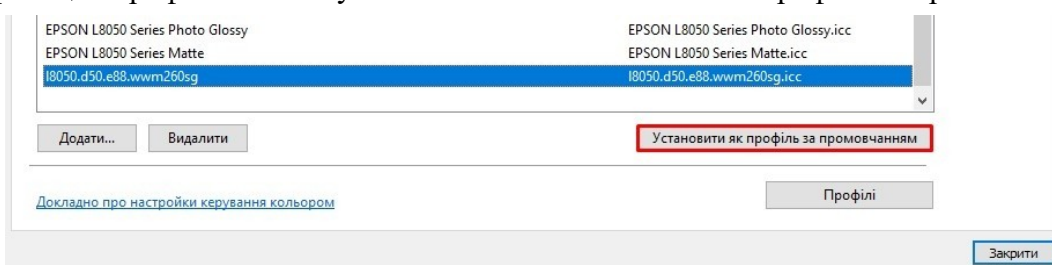 EPSON L8050 Series Photo Glossy EPSON L8050 Series Photo Glossy.icc
EPSON L8050 Series Matte EPSON L8050 Series Matte.icc
l8050.d50.e88.wwm260sg l8050.d50.e88.wwm260sg.icc
Додати... Видалити Установити як профіль за промовчанням
Докладно про настройки керування кольором Профілі
Закрити